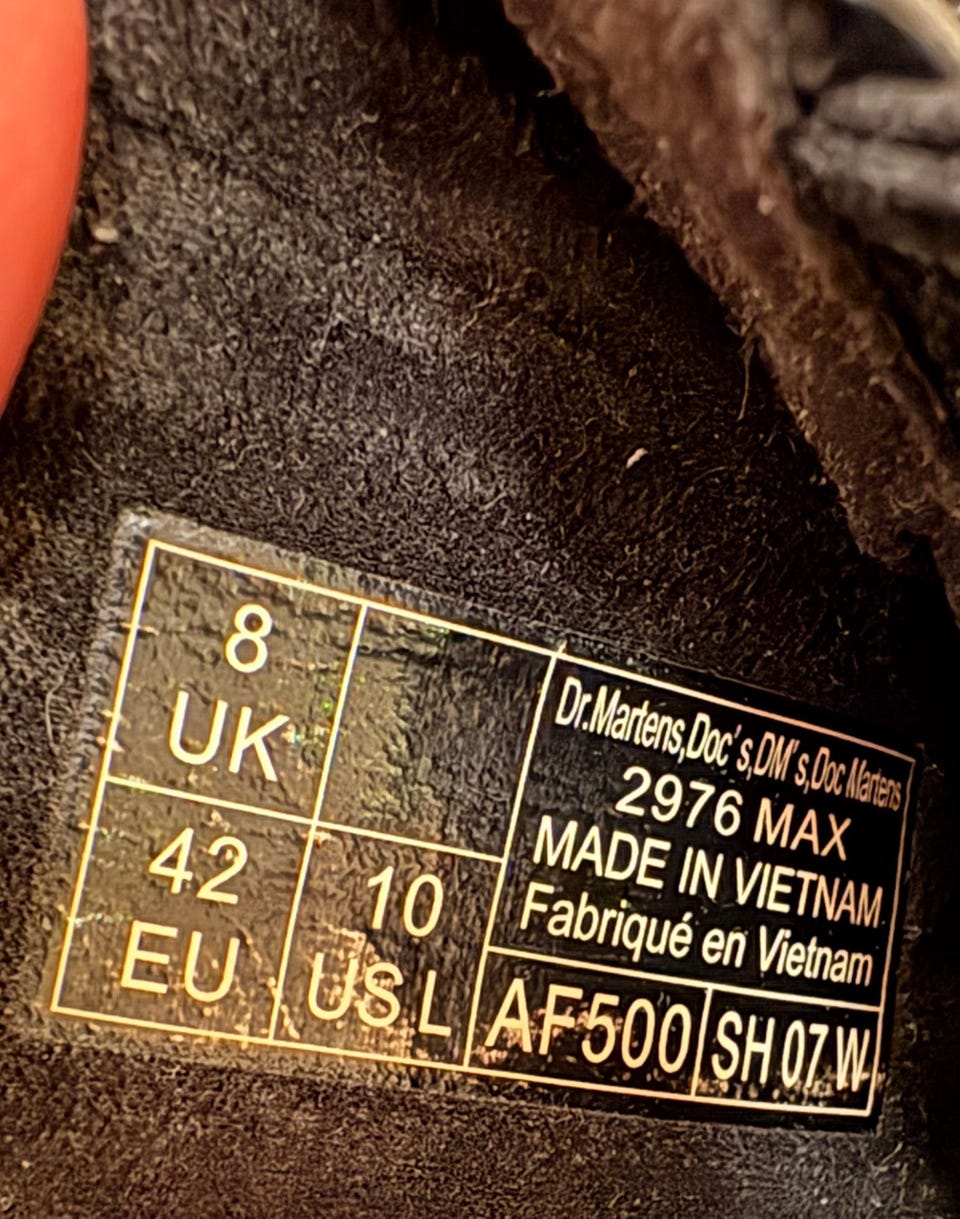 8
UK
42
EU
10
US L
Dr.Martens,Doc's,DM's,Doc Martens
2976 MAX
MADE IN VIETNAM
Fabriqué en Vietnam
AF500
SH 07 W